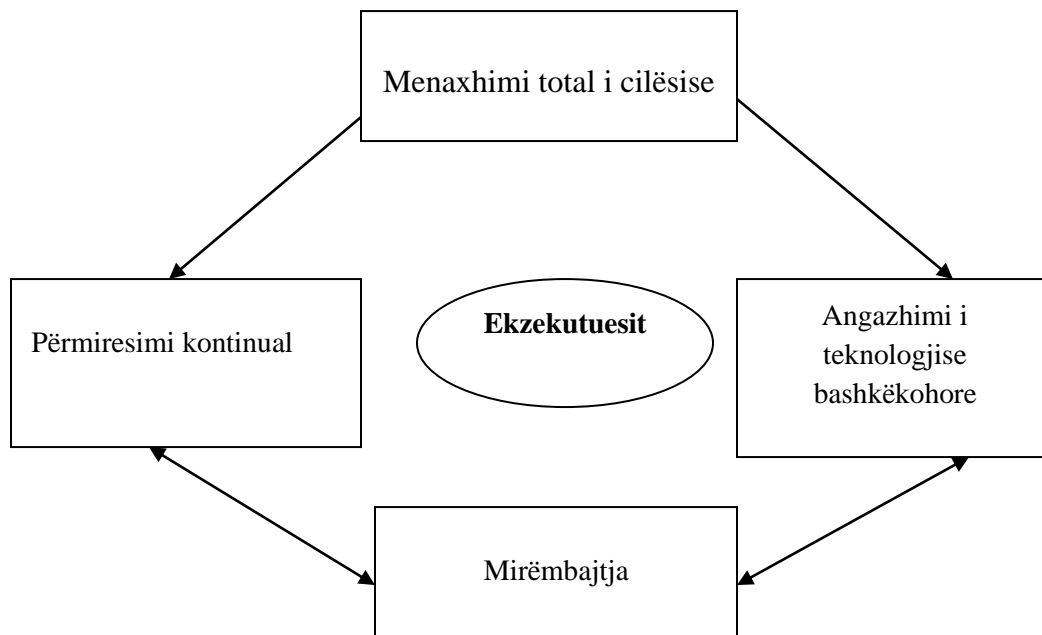 Menaxhimi total i cilësise
Përmiresimi kontinual
Ekzekutuesit
Angazhimi i
teknologjise
bashkëkohore
Mirëmbajtja